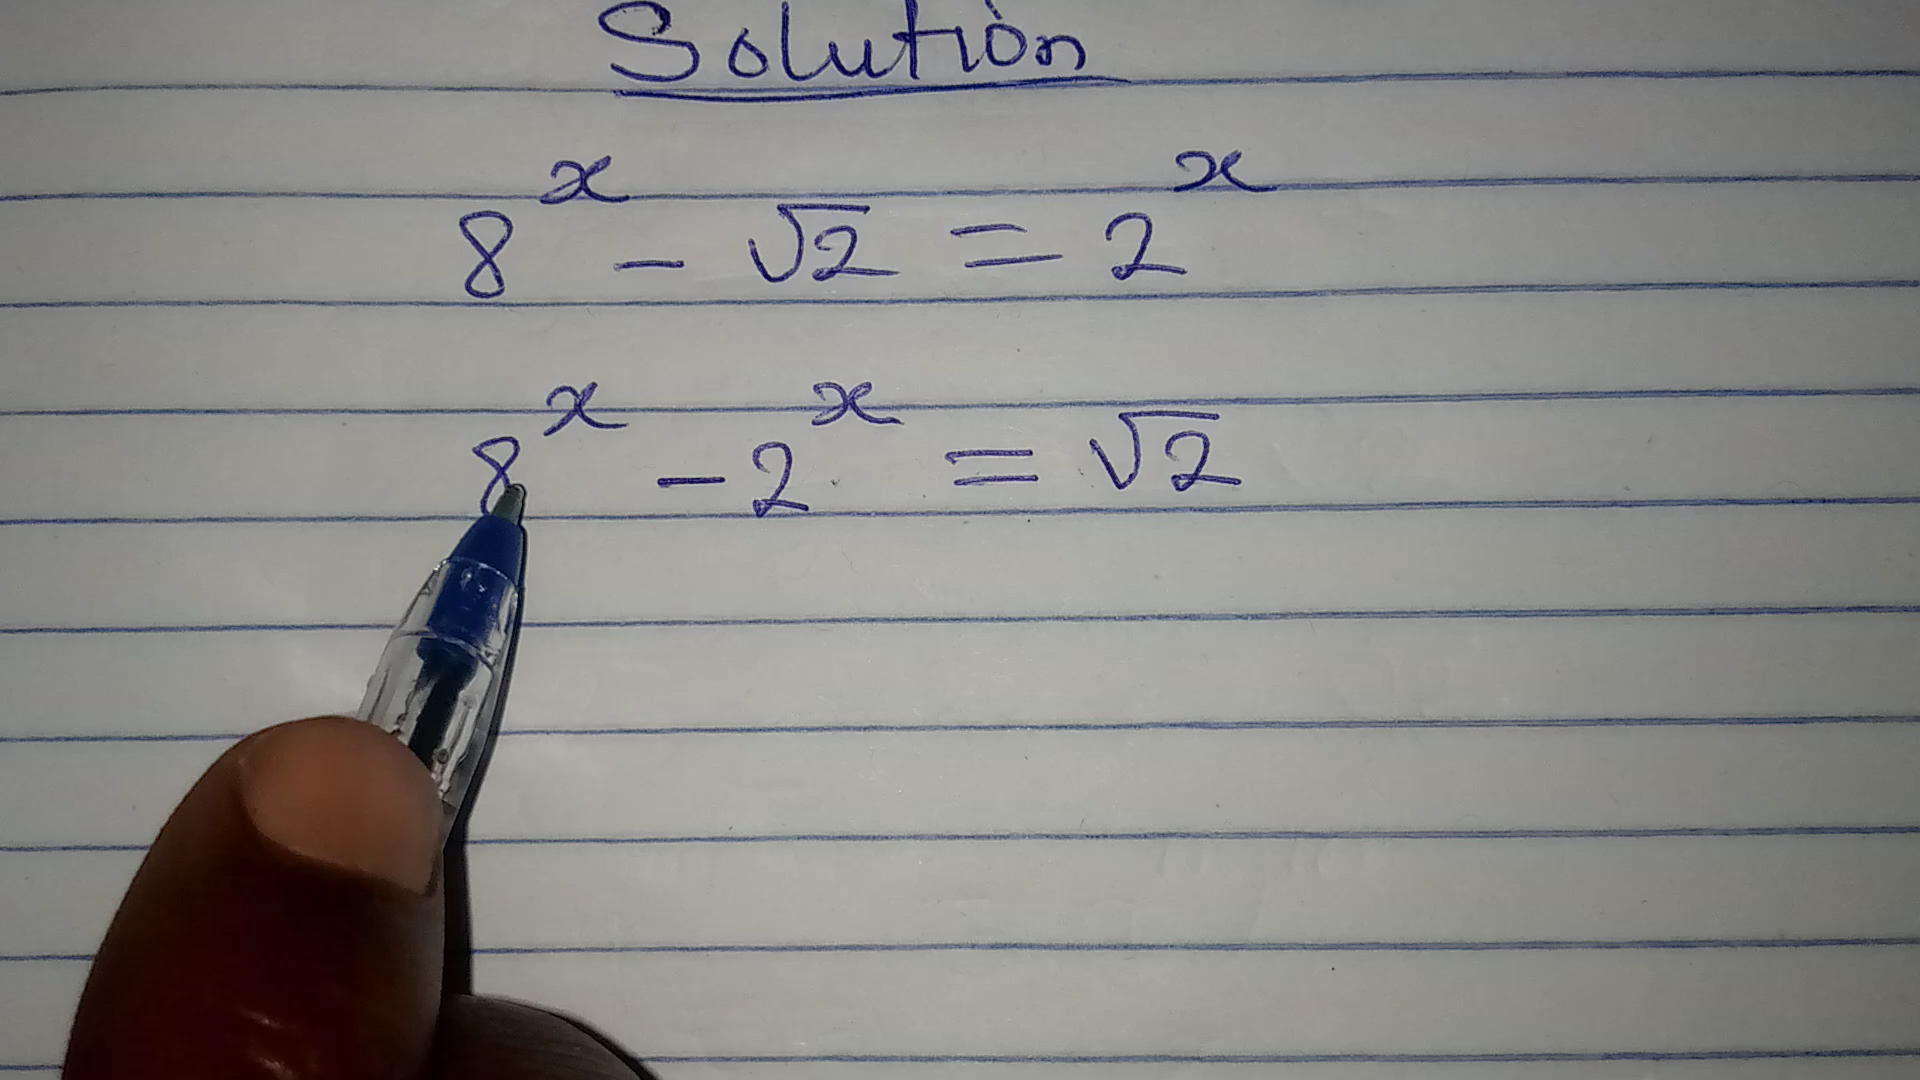 Solution
8^x - √2 = 2^x
8^x - 2^x = √2